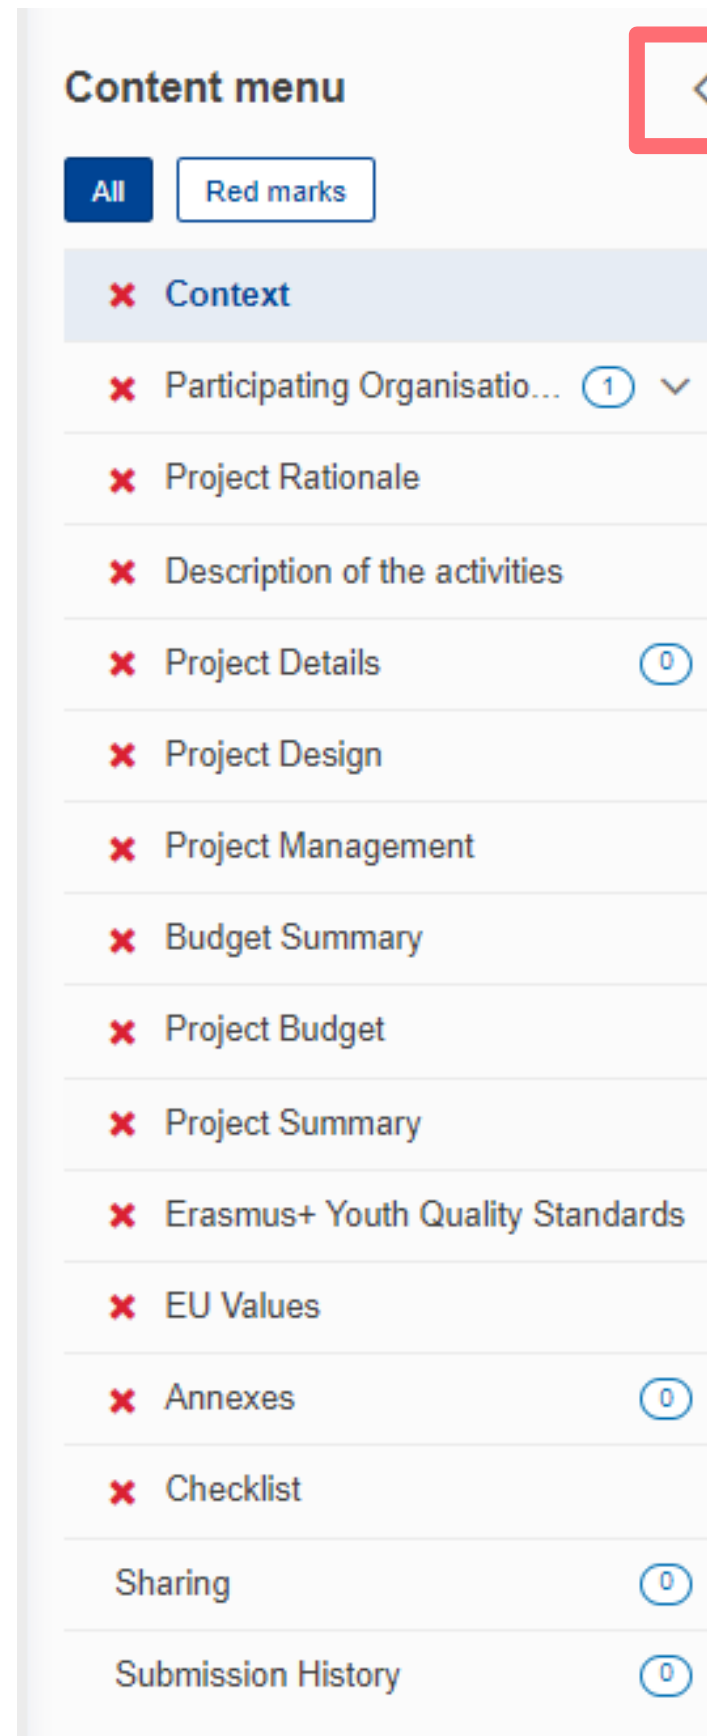 Content menu
All Red marks
Context
Participating Organisatio... 1
Project Rationale
Description of the activities
Project Details 0
Project Design
Project Management
Budget Summary
Project Budget
Project Summary
Erasmus+ Youth Quality Standards
EU Values
Annexes 0
Checklist
Sharing 0
Submission History 0